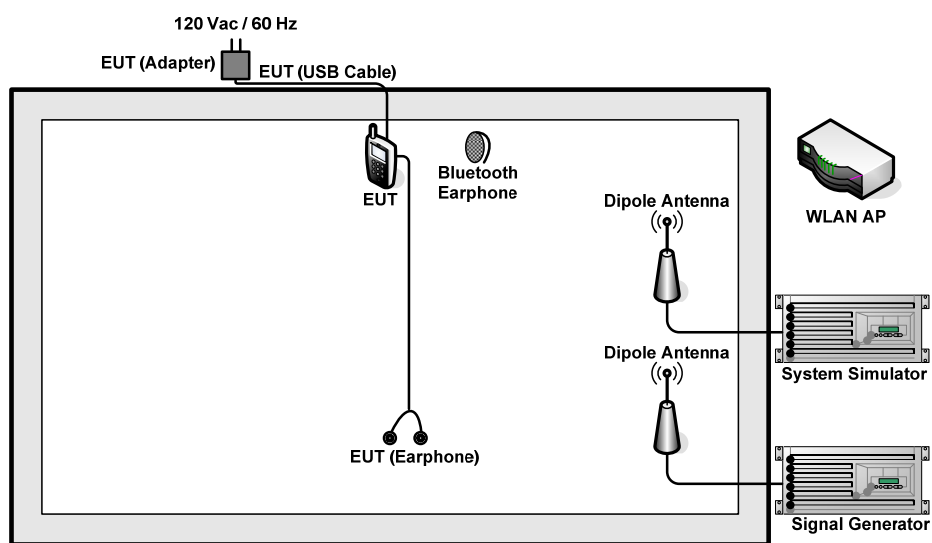 120 Vac / 60 Hz
EUT (Adapter)
EUT (USB Cable)
EUT
Bluetooth
Earphone
Dipole Antenna
WLAN AP
System Simulator
Dipole Antenna
EUT (Earphone)
Signal Generator